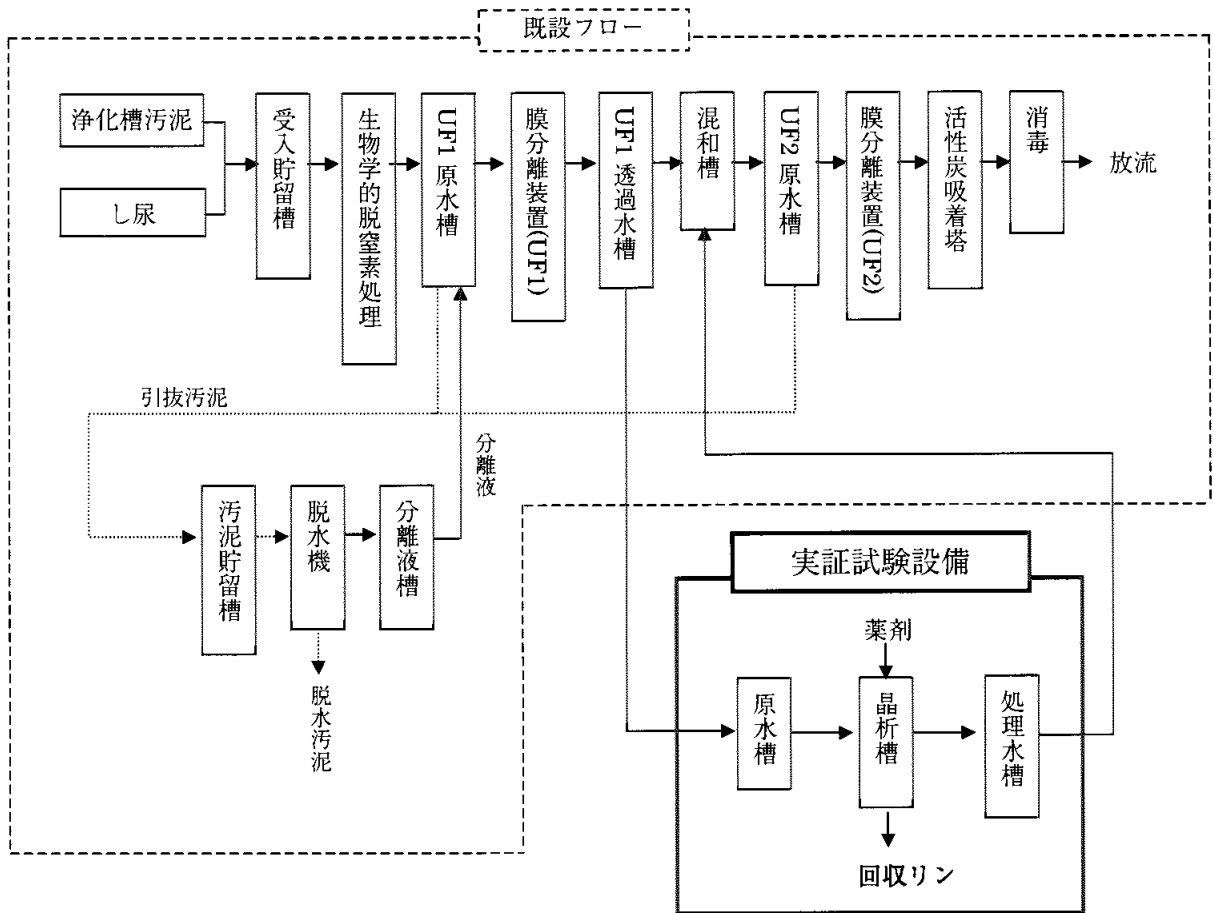 既設フロー
浄化槽汚泥
し尿
受入貯留槽
生物学的脱窒素処理
UF1 原水槽
膜分離装置(UF1)
UF1 透過水槽
混和槽
UF2 原水槽
膜分離装置(UF2)
活性炭吸着塔
消毒
放流
引抜汚泥
分離液
汚泥貯留槽
脱水機
分離液槽
脱水汚泥
実証試験設備
薬剤
原水槽
晶析槽
処理水槽
回収リン